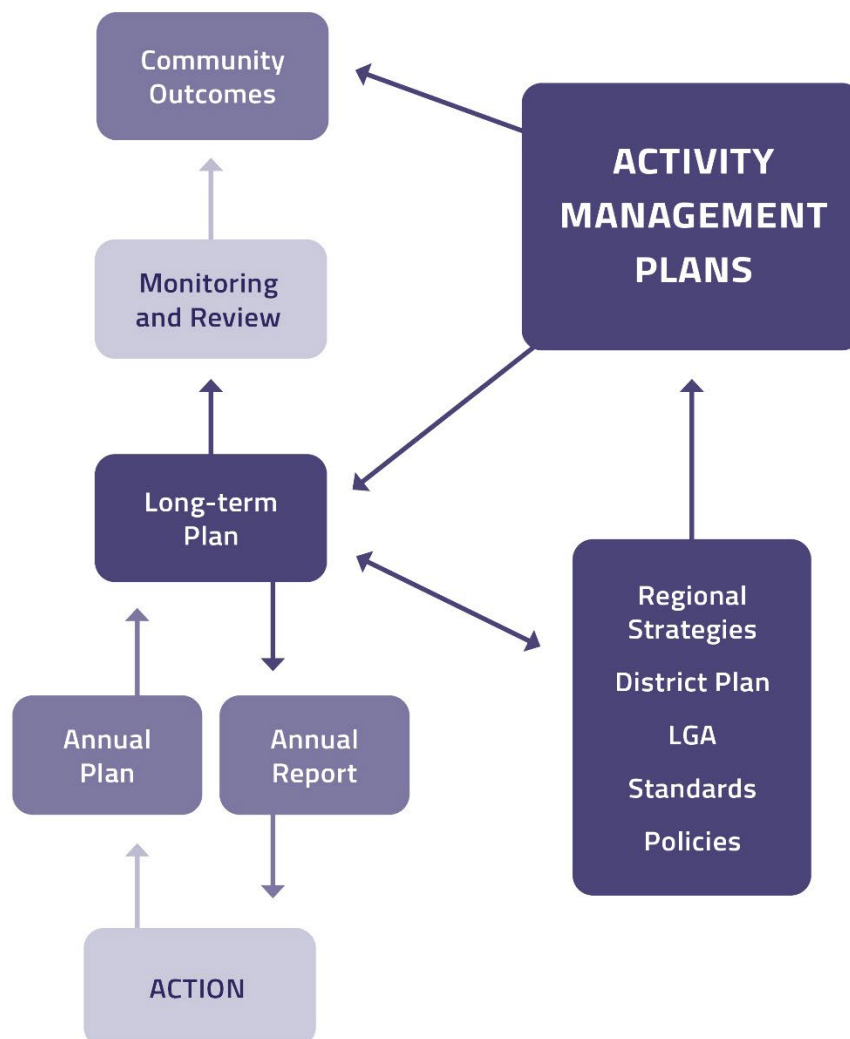 Community
Outcomes
ACTIVITY
MANAGEMENT
PLANS
Monitoring
and Review
Long-term
Plan
Regional
Strategies
District Plan
LGA
Standards
Policies
Annual
Plan
Annual
Report
ACTION